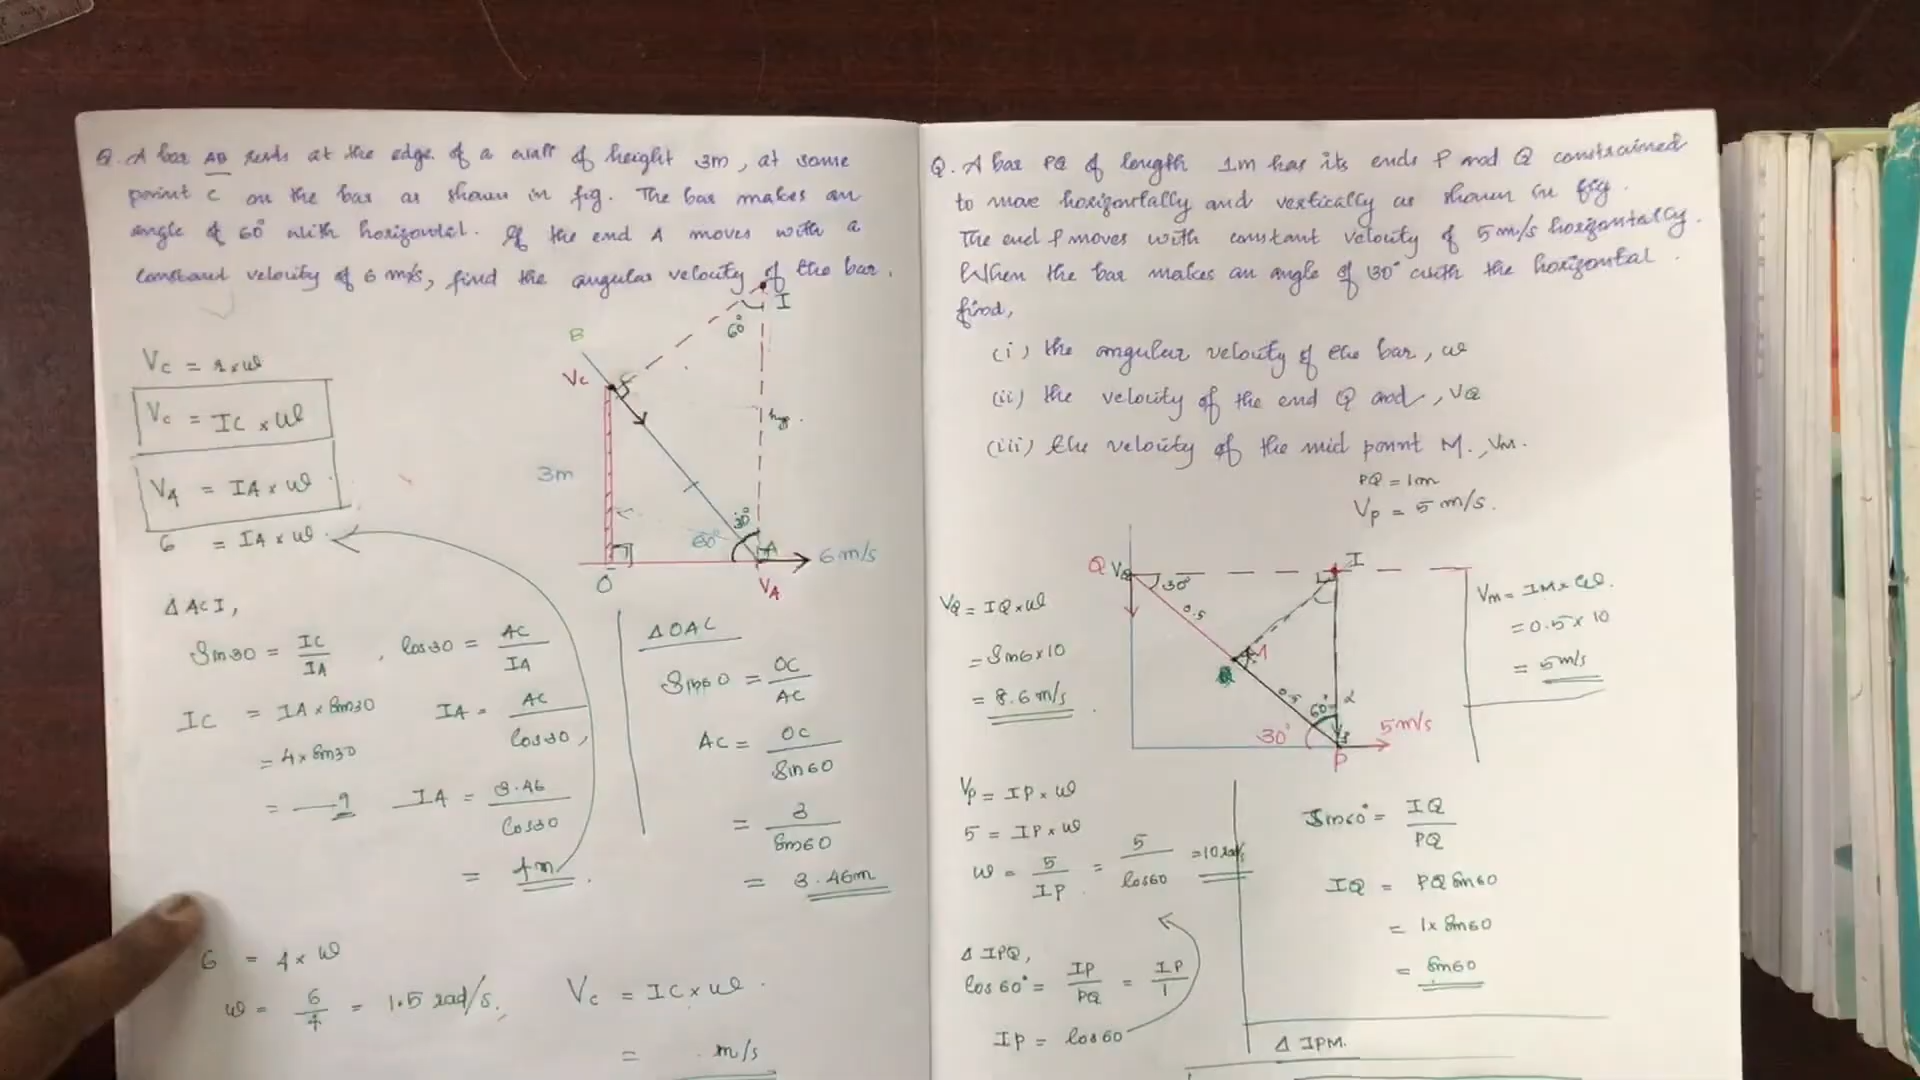 Q. A bar AB rests at the edge of a wall of height 3m, at some
point C on the bar as shown in fig. The bar makes an
angle of 60° with horizontal. If the end A moves with a
constant velocity of 6 m/s, find the angular velocity of the bar.
Vc = r×ω
Vc = IC × ω
VA = IA × ω
6 = IA × ω
B
Vc
C
3m
O
60°
30°
A
VA
6 m/s
hyp.
60°
I
Δ ACI,
Sin30 = IC/IA , Cos30 = AC/IA
IC = IA × Sin30 IA = AC/Cos30,
= 4 × Sin30
= __?__ IA = 3.46/Cos30
= 4m.
Δ OAC
Sin60 = OC/AC
AC = OC/Sin60
= 3/Sin60
= 3.46m
6 = 4 × ω
ω = 6/4 = 1.5 rad/s.
Vc = IC × ω.
= m/s
Q. A bar PQ of length 1m has its ends P and Q constrained
to move horizontally and vertically as shown in fig.
The end P moves with constant velocity of 5 m/s horizontally.
When the bar makes an angle of 30° with the horizontal.
find,
(i) the angular velocity of the bar, ω
(ii) the velocity of the end Q and, VQ
(iii) the velocity of the mid point M., VM.
PQ = 1m
Vp = 5 m/s.
Q VQ
30°
0.5
M
0.5
60°
30°
P
5m/s
I
VQ = IQ × ω
= Sin60 × 10
= 8.6 m/s
VM = IM × ω.
= 0.5 × 10
= 5 m/s
Vp = IP × ω
5 = IP × ω
ω = 5/IP = 5/Cos60 = 10 rad/s
Δ IPQ,
Cos60° = IP/PQ = IP/1
IP = Cos60
Sin60° = IQ/PQ
IQ = PQ Sin60
= 1 × Sin60
= Sin60
Δ IPM.